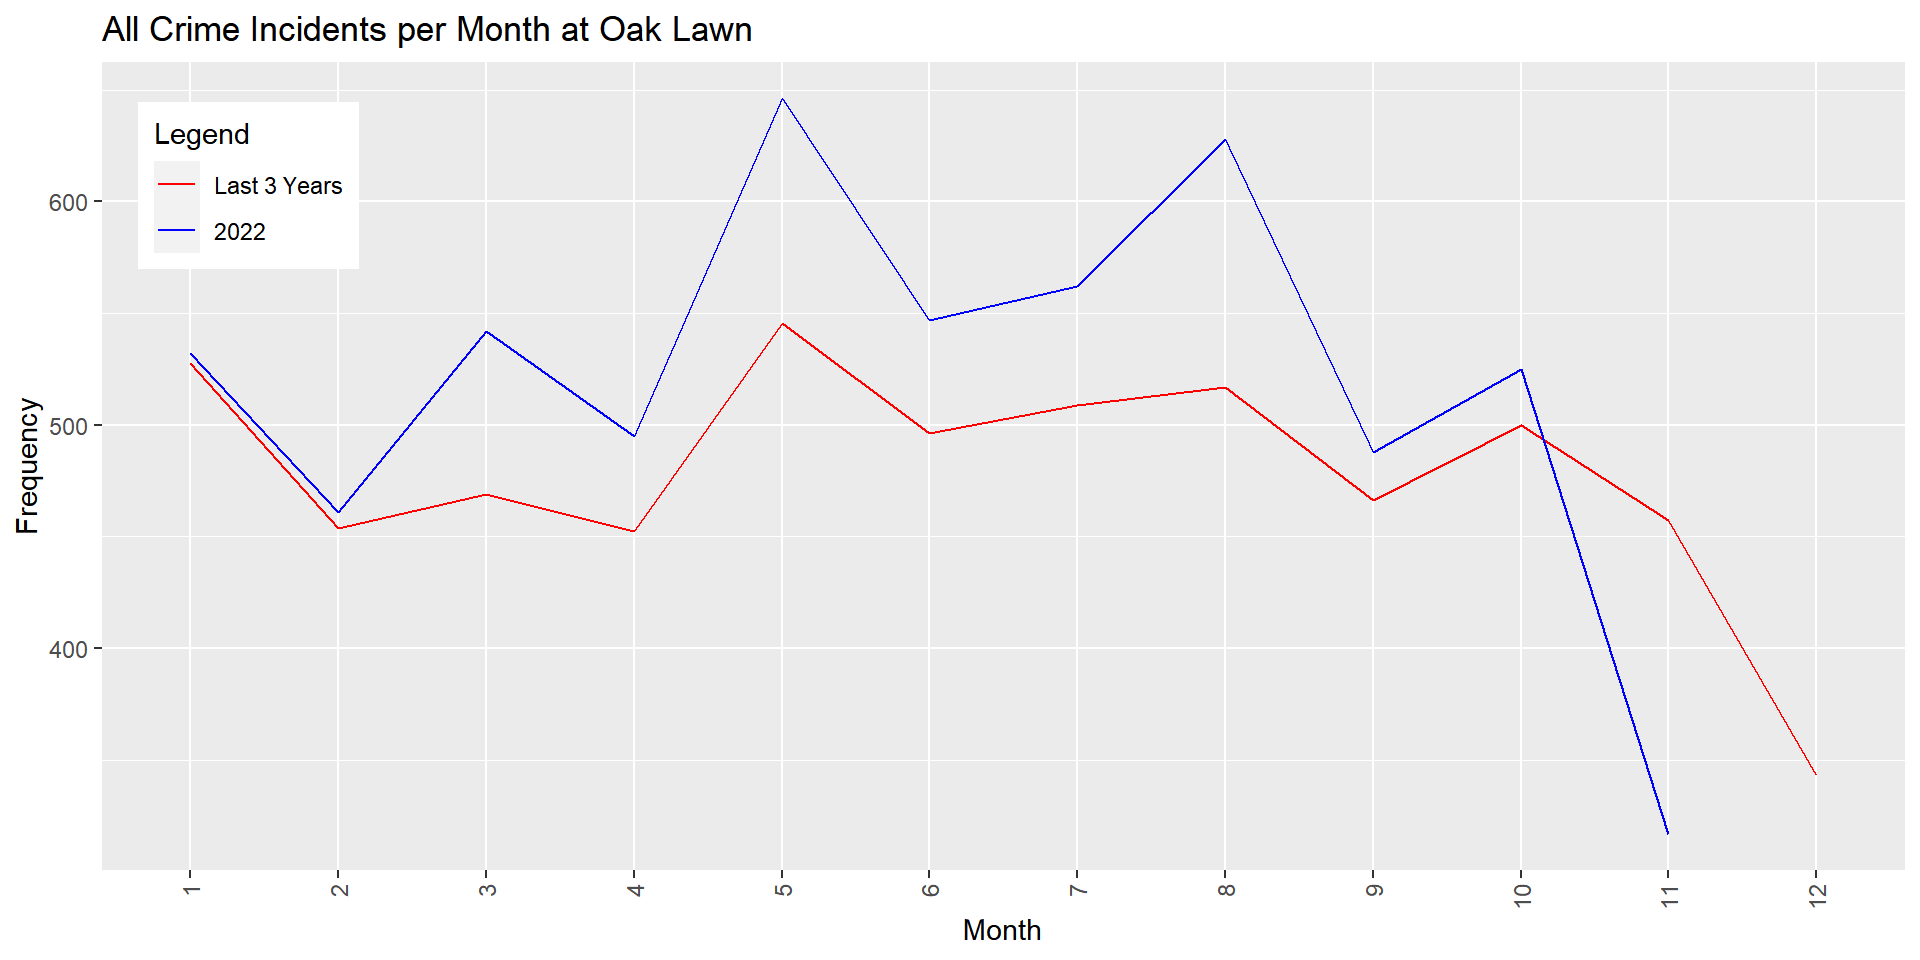 All Crime Incidents per Month at Oak Lawn
Legend
Last 3 Years
2022
Frequency
600
500
400
1 2 3 4 5 6 7 8 9 10 11 12
Month